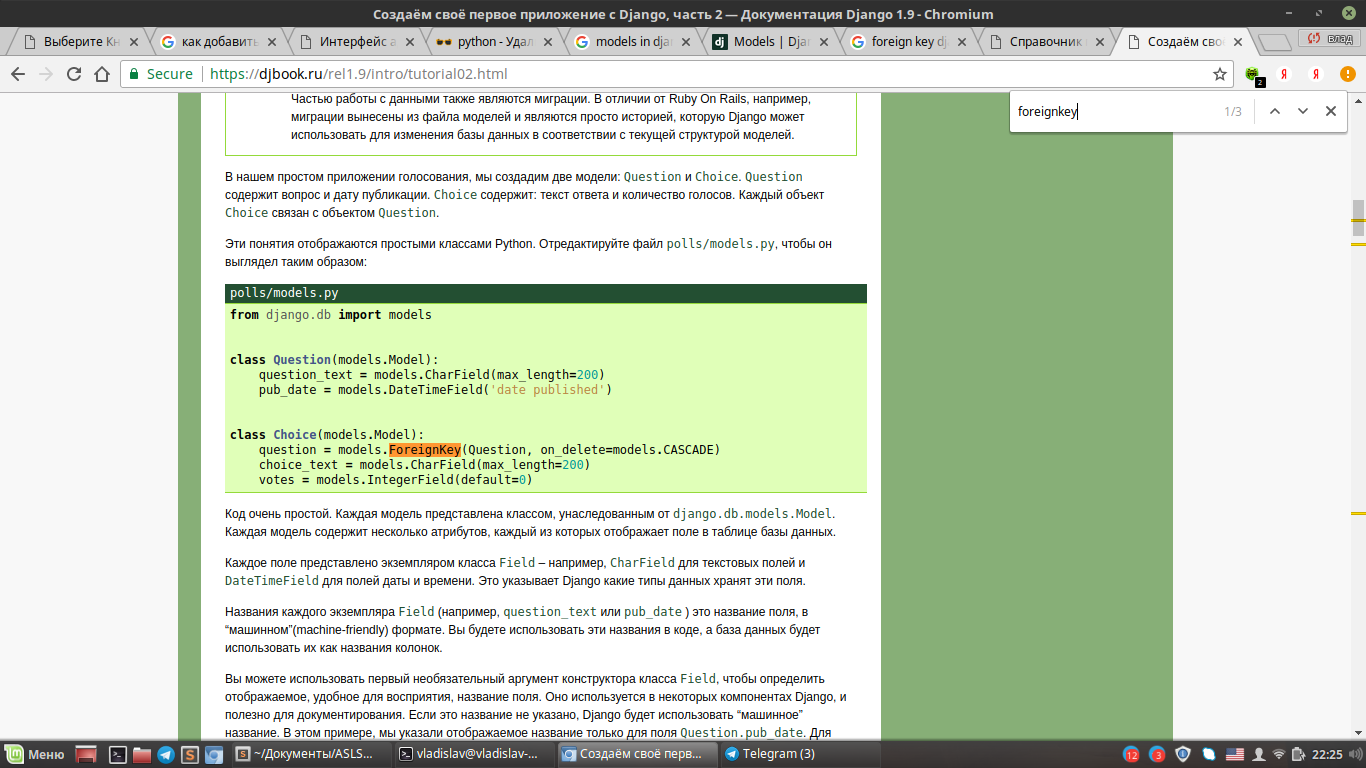 Создаём своё первое приложение с Django, часть 2 — Документация Django 1.9 - Chromium
Выберите Кн
как добавить
Интерфейс а
python - Удал
models in dja
Models | Djan
foreign key dj
Справочник
Создаём сво
влад
Secure
https://djbook.ru/rel1.9/intro/tutorial02.html
2
foreignkey
1/3
Частью работы с данными также являются миграции. В отличии от Ruby On Rails, например,
миграции вынесены из файла моделей и являются просто историей, которую Django может
использовать для изменения базы данных в соответствии с текущей структурой моделей.
В нашем простом приложении голосования, мы создадим две модели: Question и Choice. Question
содержит вопрос и дату публикации. Choice содержит: текст ответа и количество голосов. Каждый объект
Choice связан с объектом Question.
Эти понятия отображаются простыми классами Python. Отредактируйте файл polls/models.py, чтобы он
выглядел таким образом:
polls/models.py
from django.db import models
class Question(models.Model):
question_text = models.CharField(max_length=200)
pub_date = models.DateTimeField('date published')
class Choice(models.Model):
question = models.ForeignKey(Question, on_delete=models.CASCADE)
choice_text = models.CharField(max_length=200)
votes = models.IntegerField(default=0)
Код очень простой. Каждая модель представлена классом, унаследованным от django.db.models.Model.
Каждая модель содержит несколько атрибутов, каждый из которых отображает поле в таблице базы данных.
Каждое поле представлено экземпляром класса Field – например, CharField для текстовых полей и
DateTimeField для полей даты и времени. Это указывает Django какие типы данных хранят эти поля.
Названия каждого экземпляра Field (например, question_text или pub_date ) это название поля, в
“машинном”(machine-friendly) формате. Вы будете использовать эти названия в коде, а база данных будет
использовать их как названия колонок.
Вы можете использовать первый необязательный аргумент конструктора класса Field, чтобы определить
отображаемое, удобное для восприятия, название поля. Оно используется в некоторых компонентах Django, и
полезно для документирования. Если это название не указано, Django будет использовать “машинное”
название. В этом примере, мы указали отображаемое название только для поля Question.pub_date. Для
Меню
~/Документы/ASLS...
vladislav@vladislav-...
Создаём своё перв...
Telegram (3)
12
3
22:25